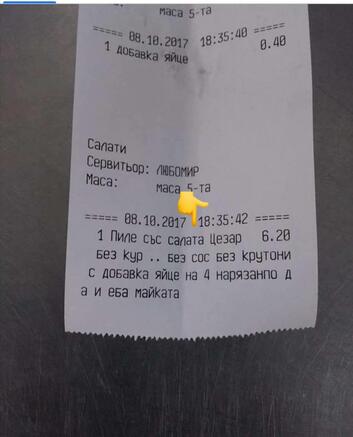 маса 5-та
===== 08.10.2017 18:35:40 =====
1 добавка яйце 0.40
Салати
Сервитьор: ЛЮБОМИР
Маса: маса 5-та
===== 08.10.2017 18:35:42 =====
1 Пиле със салата Цезар 6.20
без кур .. без сос без крутони
с добавка яйце на 4 нарязанпо д
а и еба майката